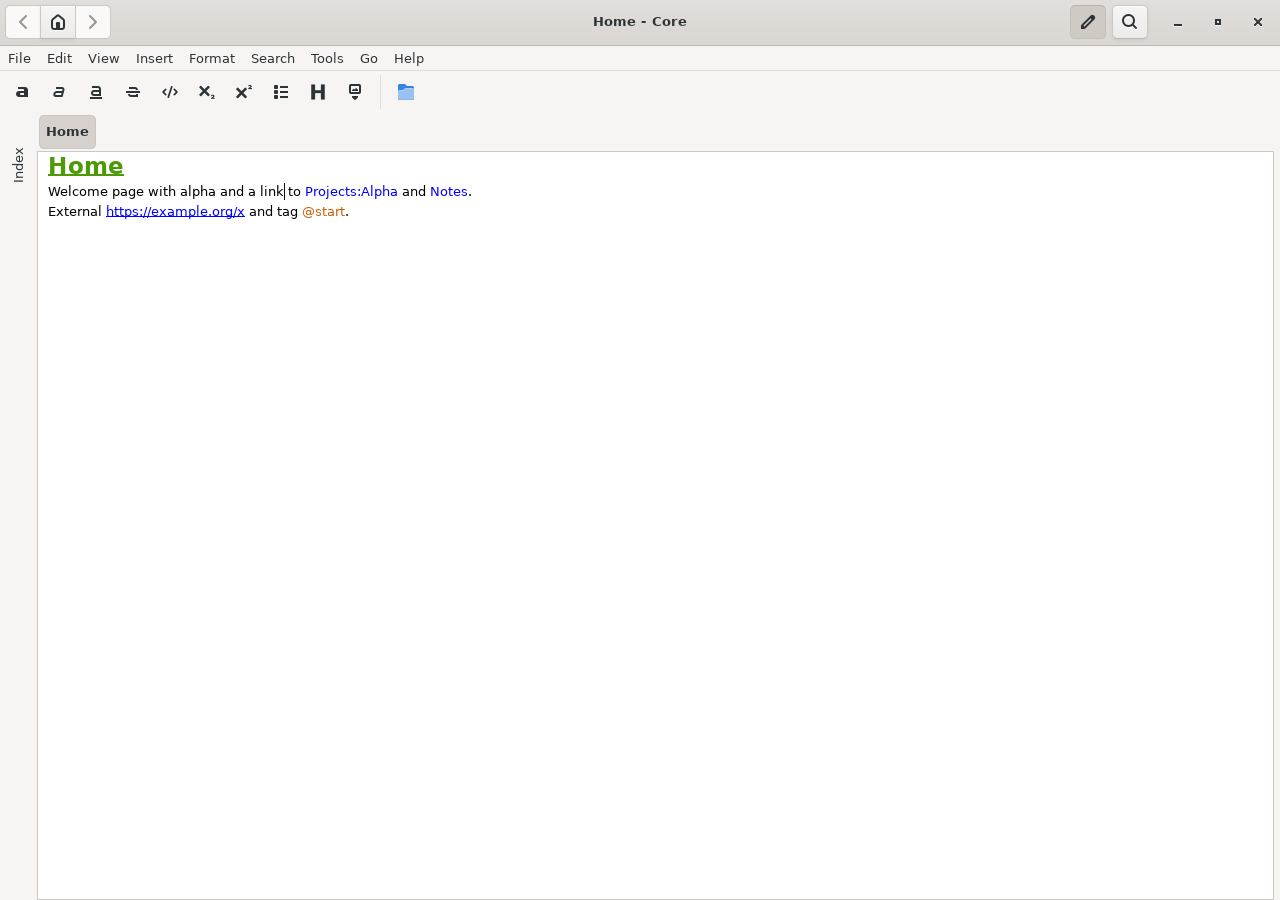 Home - Core
File Edit View Insert Format Search Tools Go Help
Home
Index
Home
Welcome page with alpha and a link to Projects:Alpha and Notes.
External https://example.org/x and tag @start.